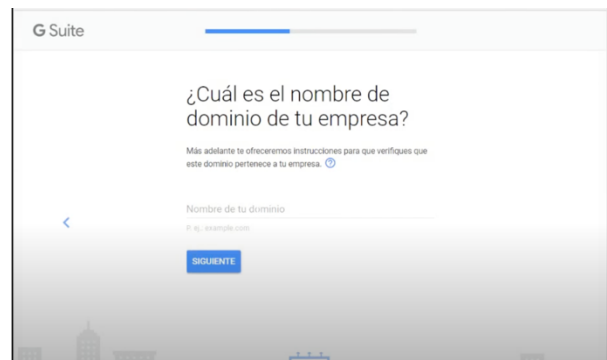 G Suite
¿Cuál es el nombre de
dominio de tu empresa?
Más adelante te ofreceremos instrucciones para que verifiques que
este dominio pertenece a tu empresa. ?
Nombre de tu dominio
P. ej., example.com
SIGUIENTE